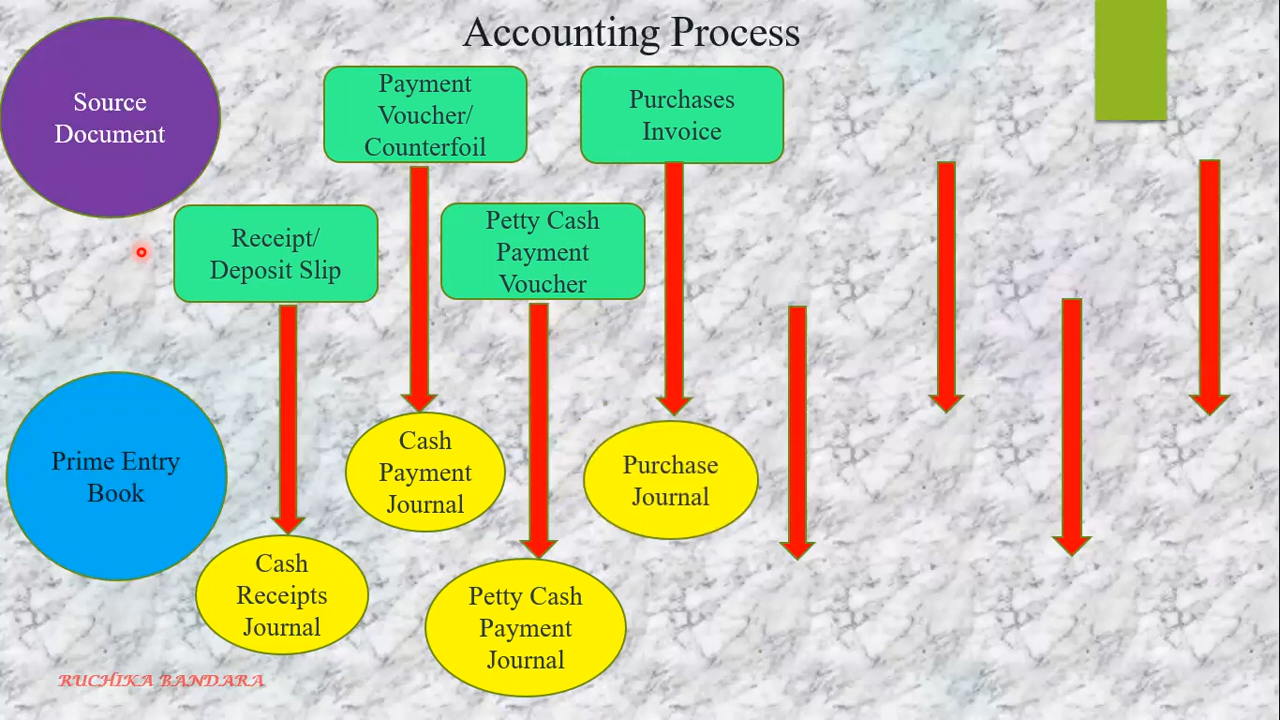 Accounting Process
Source
Document
Payment
Voucher/
Counterfoil
Purchases
Invoice
Receipt/
Deposit Slip
Petty Cash
Payment
Voucher
Prime Entry
Book
Cash
Payment
Journal
Purchase
Journal
Cash
Receipts
Journal
Petty Cash
Payment
Journal
RUCHIKA BANDARA